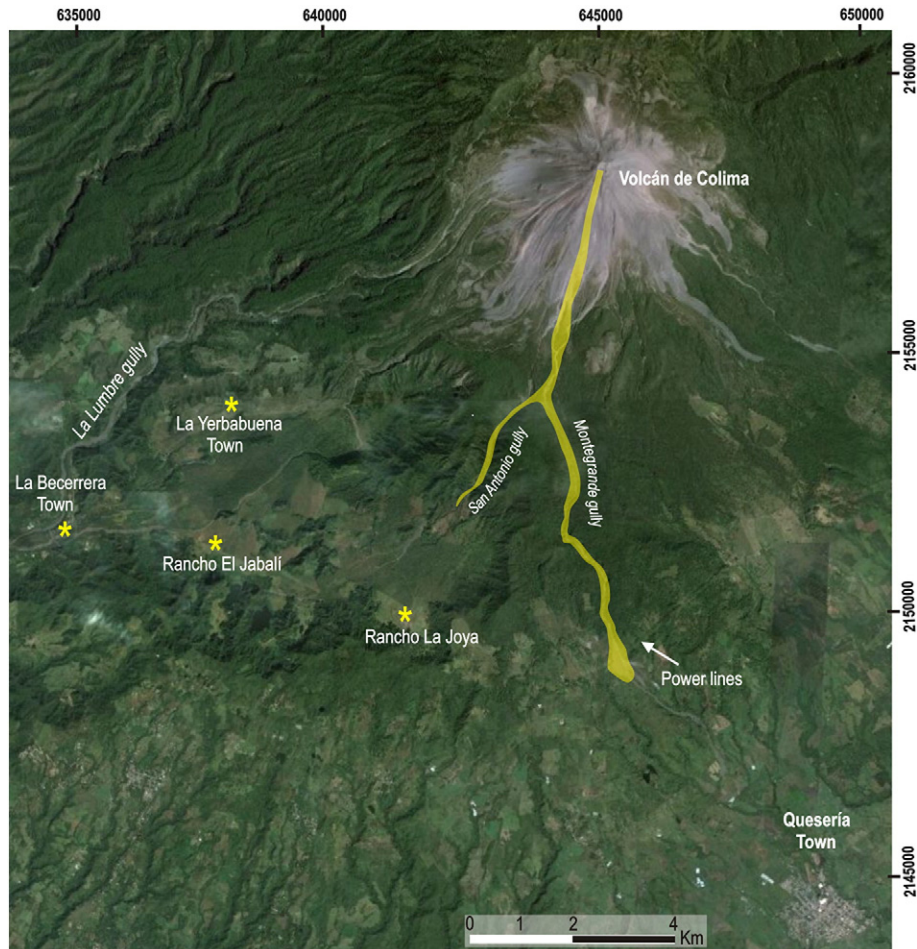 635000
640000
645000
650000
2160000
Volcán de Colima
2155000
La Lumbre gully
La Yerbabuena
Town
San Antonio gully
Montegrande gully
La Becerrera
Town
Rancho El Jabalí
2150000
Rancho La Joya
Power lines
Quesería
Town
2145000
0 1 2 4
Km